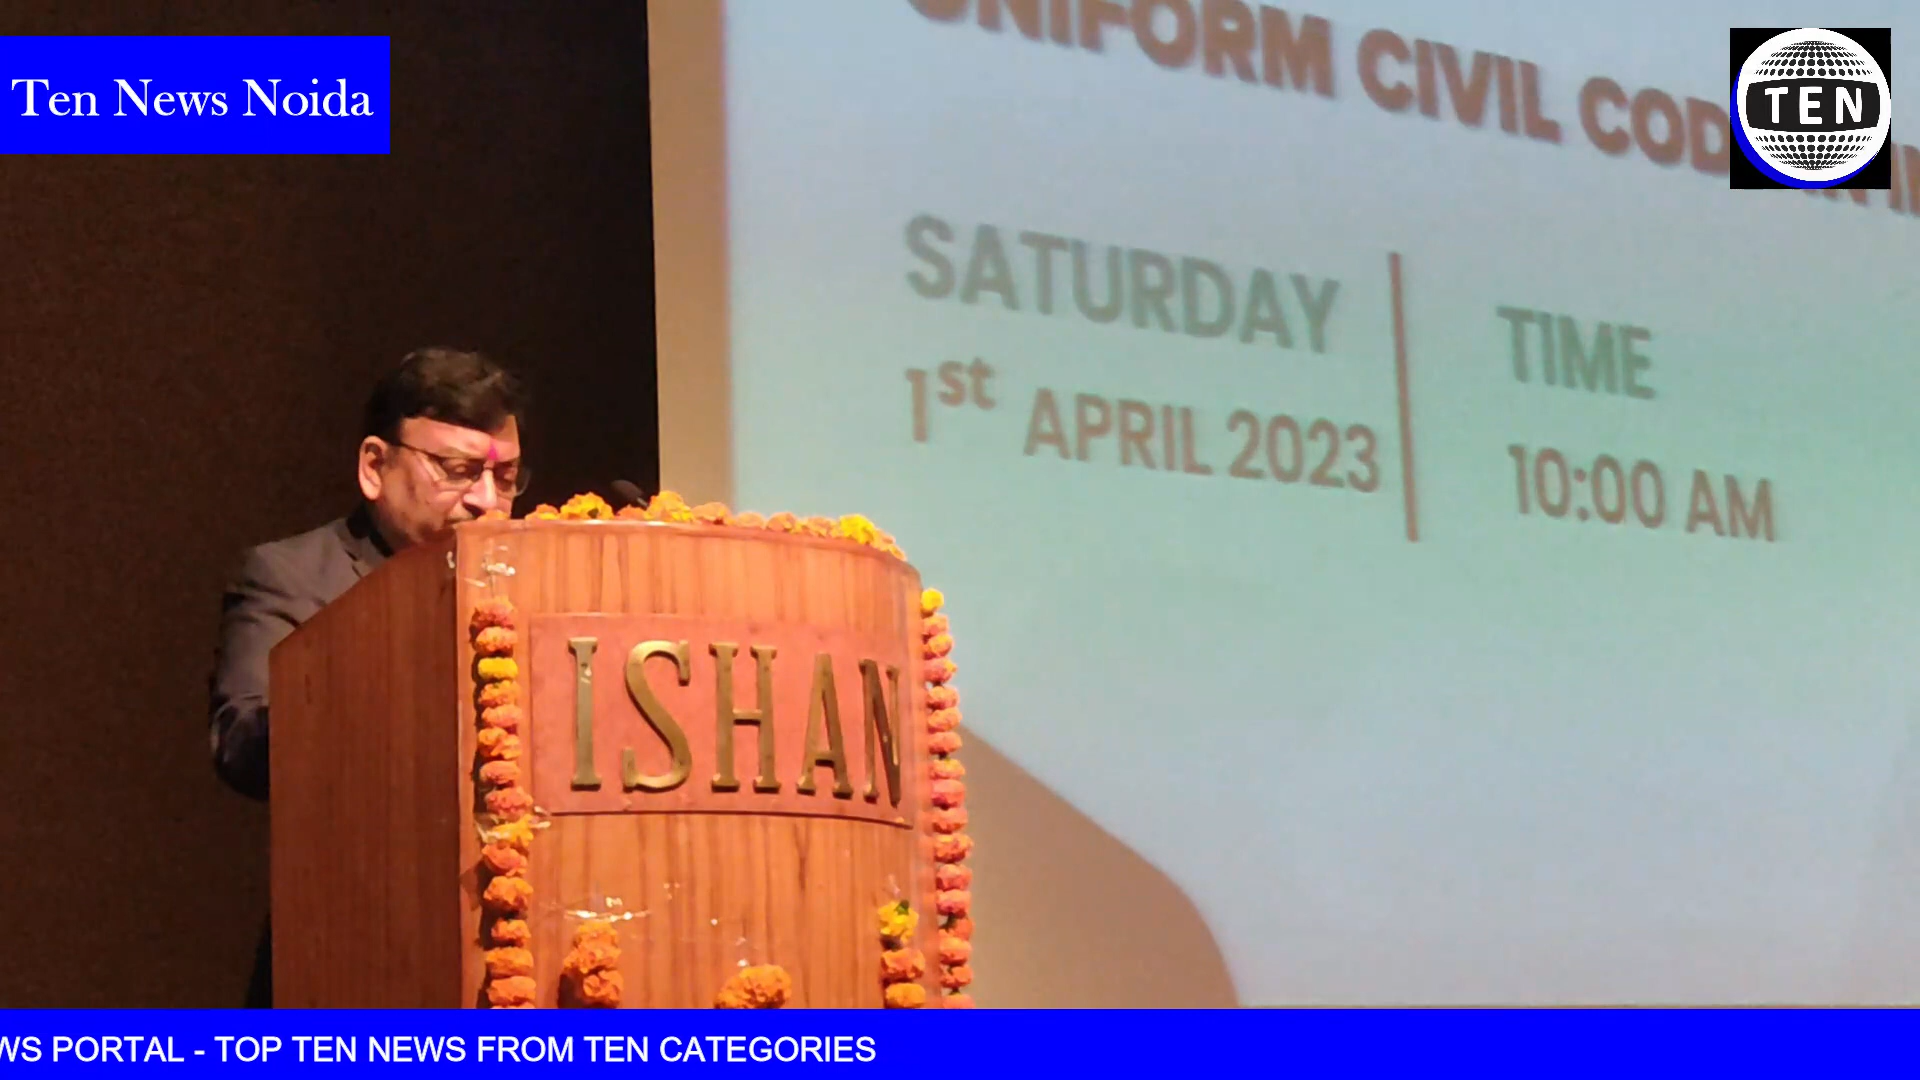 Ten News Noida
UNIFORM CIVIL COD
TEN
SATURDAY
1st APRIL 2023
TIME
10:00 AM
ISHAN
WS PORTAL - TOP TEN NEWS FROM TEN CATEGORIES